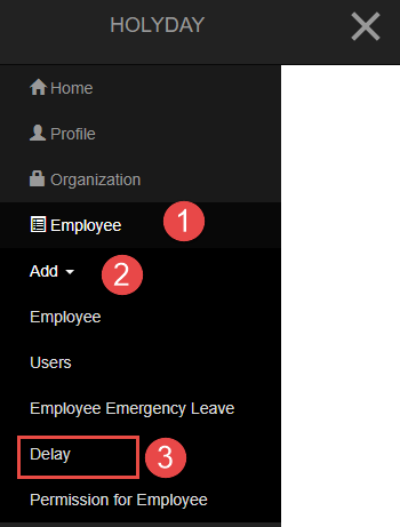 HOLYDAY
Home
Profile
Organization
Employee 1
Add 2
Employee
Users
Employee Emergency Leave
Delay 3
Permission for Employee